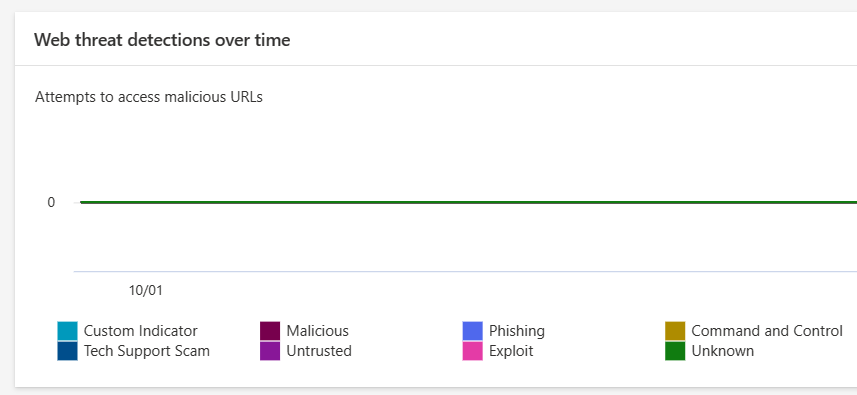 Web threat detections over time
Attempts to access malicious URLs
0
10/01
Custom Indicator Malicious Phishing Command and Control
Tech Support Scam Untrusted Exploit Unknown